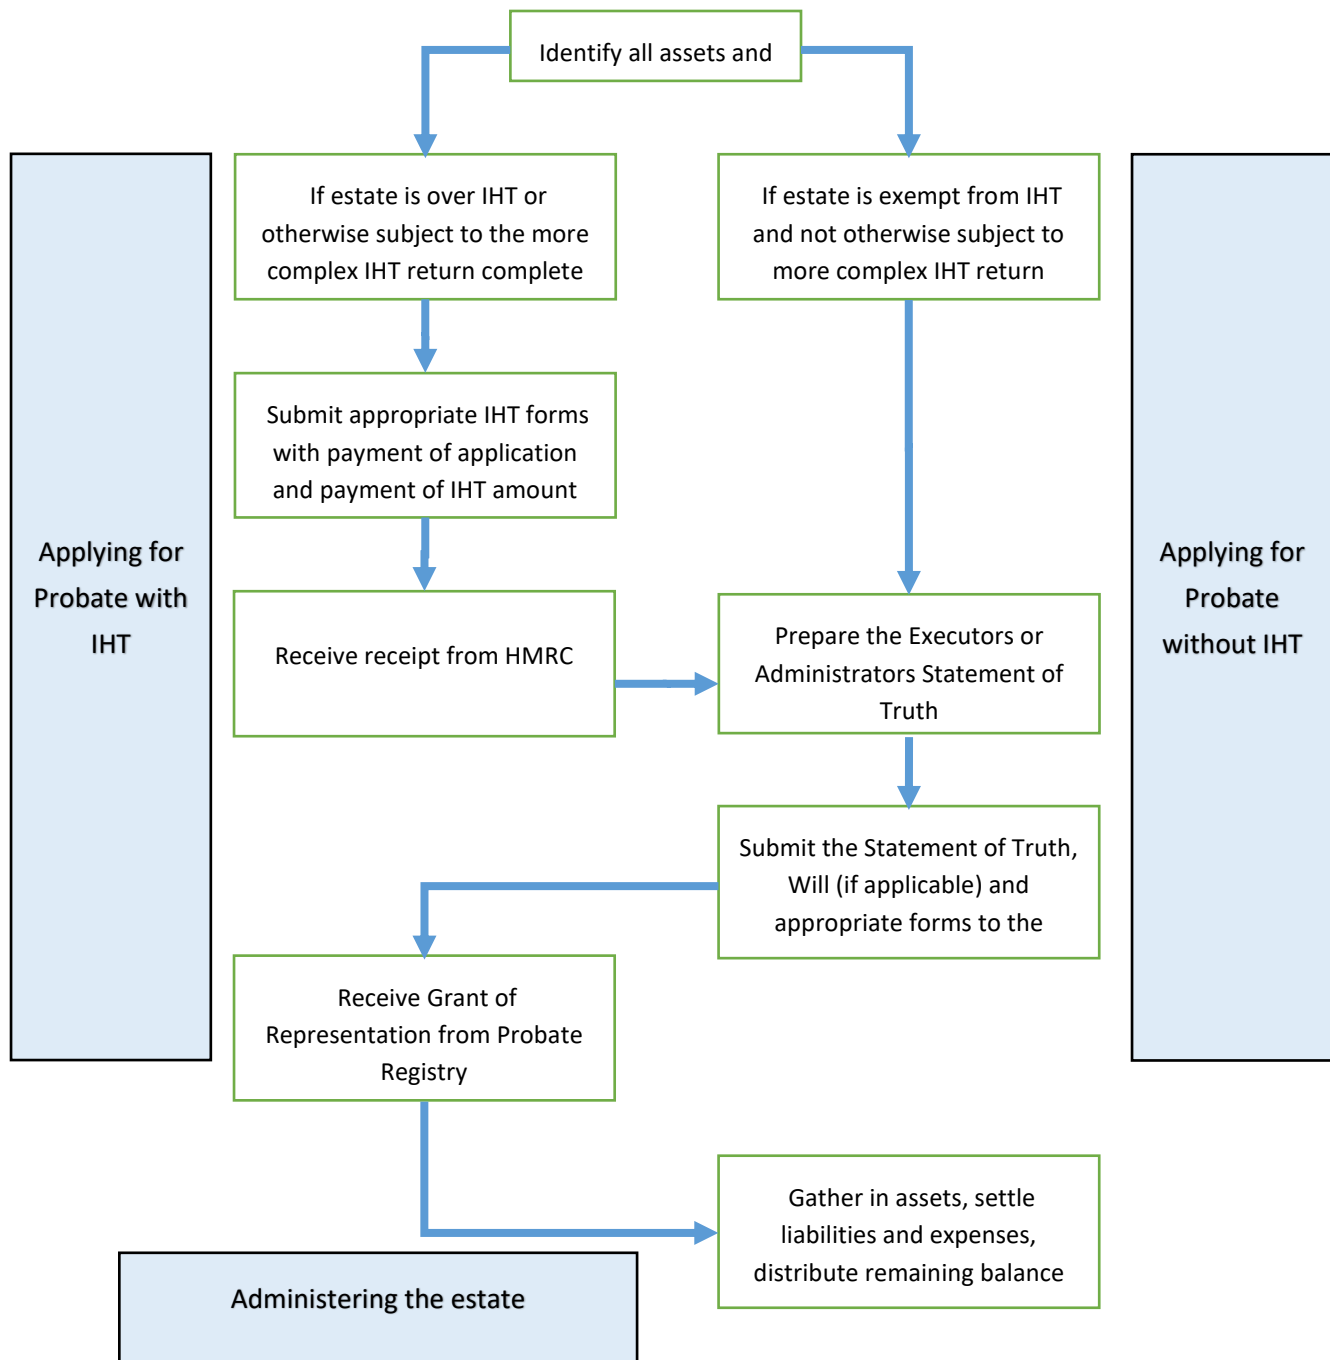 Identify all assets and
If estate is over IHT or
otherwise subject to the more
complex IHT return complete
If estate is exempt from IHT
and not otherwise subject to
more complex IHT return
Submit appropriate IHT forms
with payment of application
and payment of IHT amount
Applying for
Probate with
IHT
Applying for
Probate
without IHT
Receive receipt from HMRC
Prepare the Executors or
Administrators Statement of
Truth
Submit the Statement of Truth,
Will (if applicable) and
appropriate forms to the
Receive Grant of
Representation from Probate
Registry
Gather in assets, settle
liabilities and expenses,
distribute remaining balance
Administering the estate